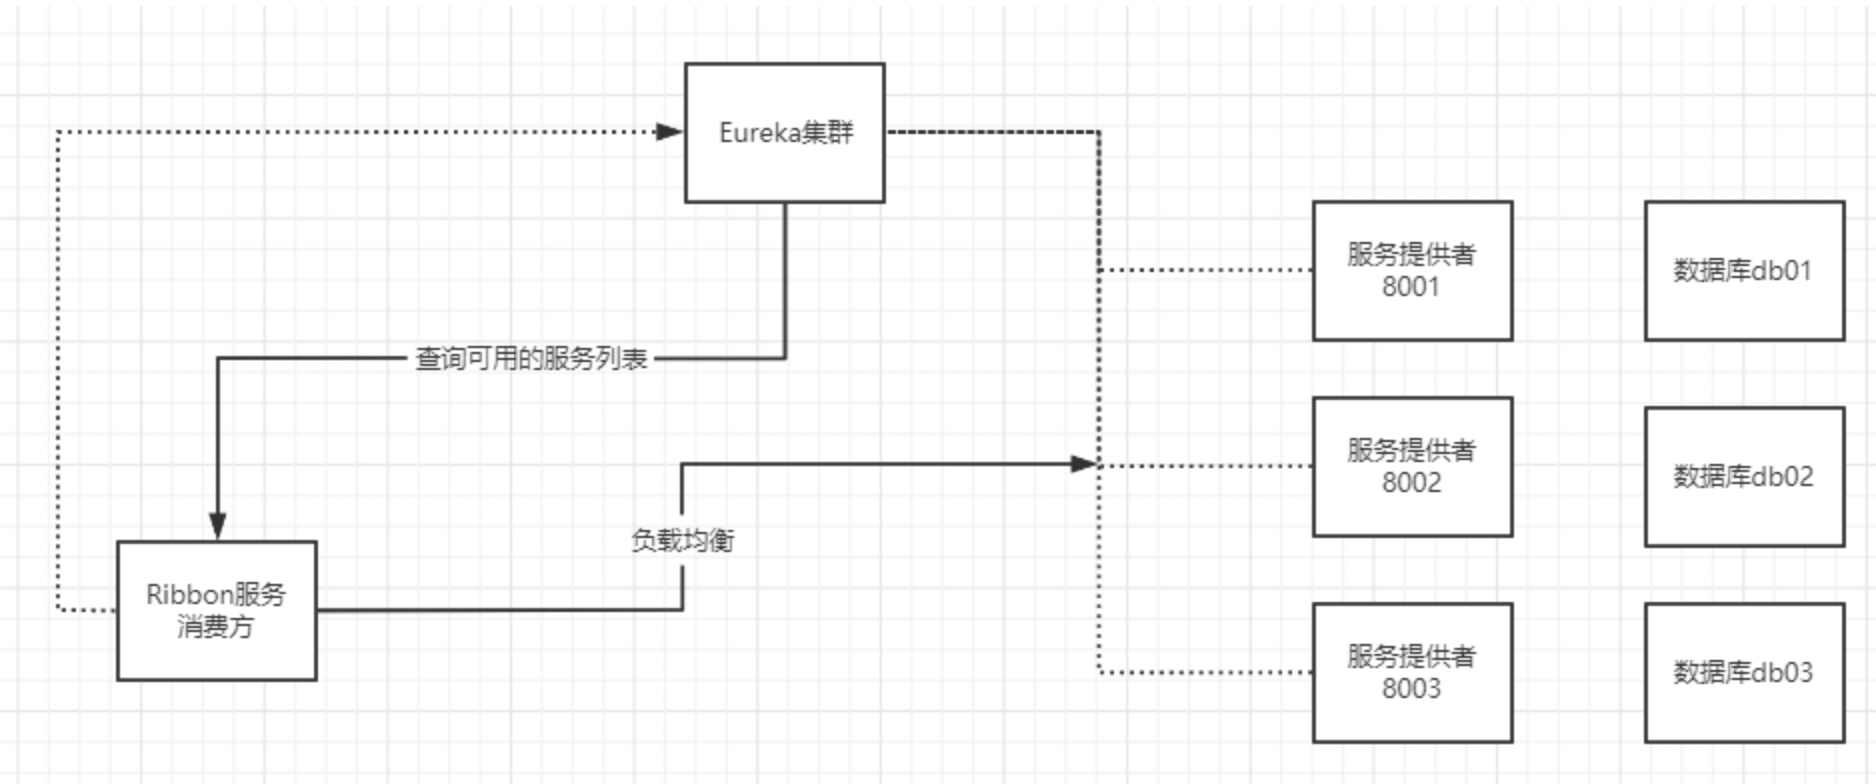 Eureka集群
服务提供者
8001
数据库db01
查询可用的服务列表
服务提供者
8002
数据库db02
负载均衡
Ribbon服务
消费方
服务提供者
8003
数据库db03